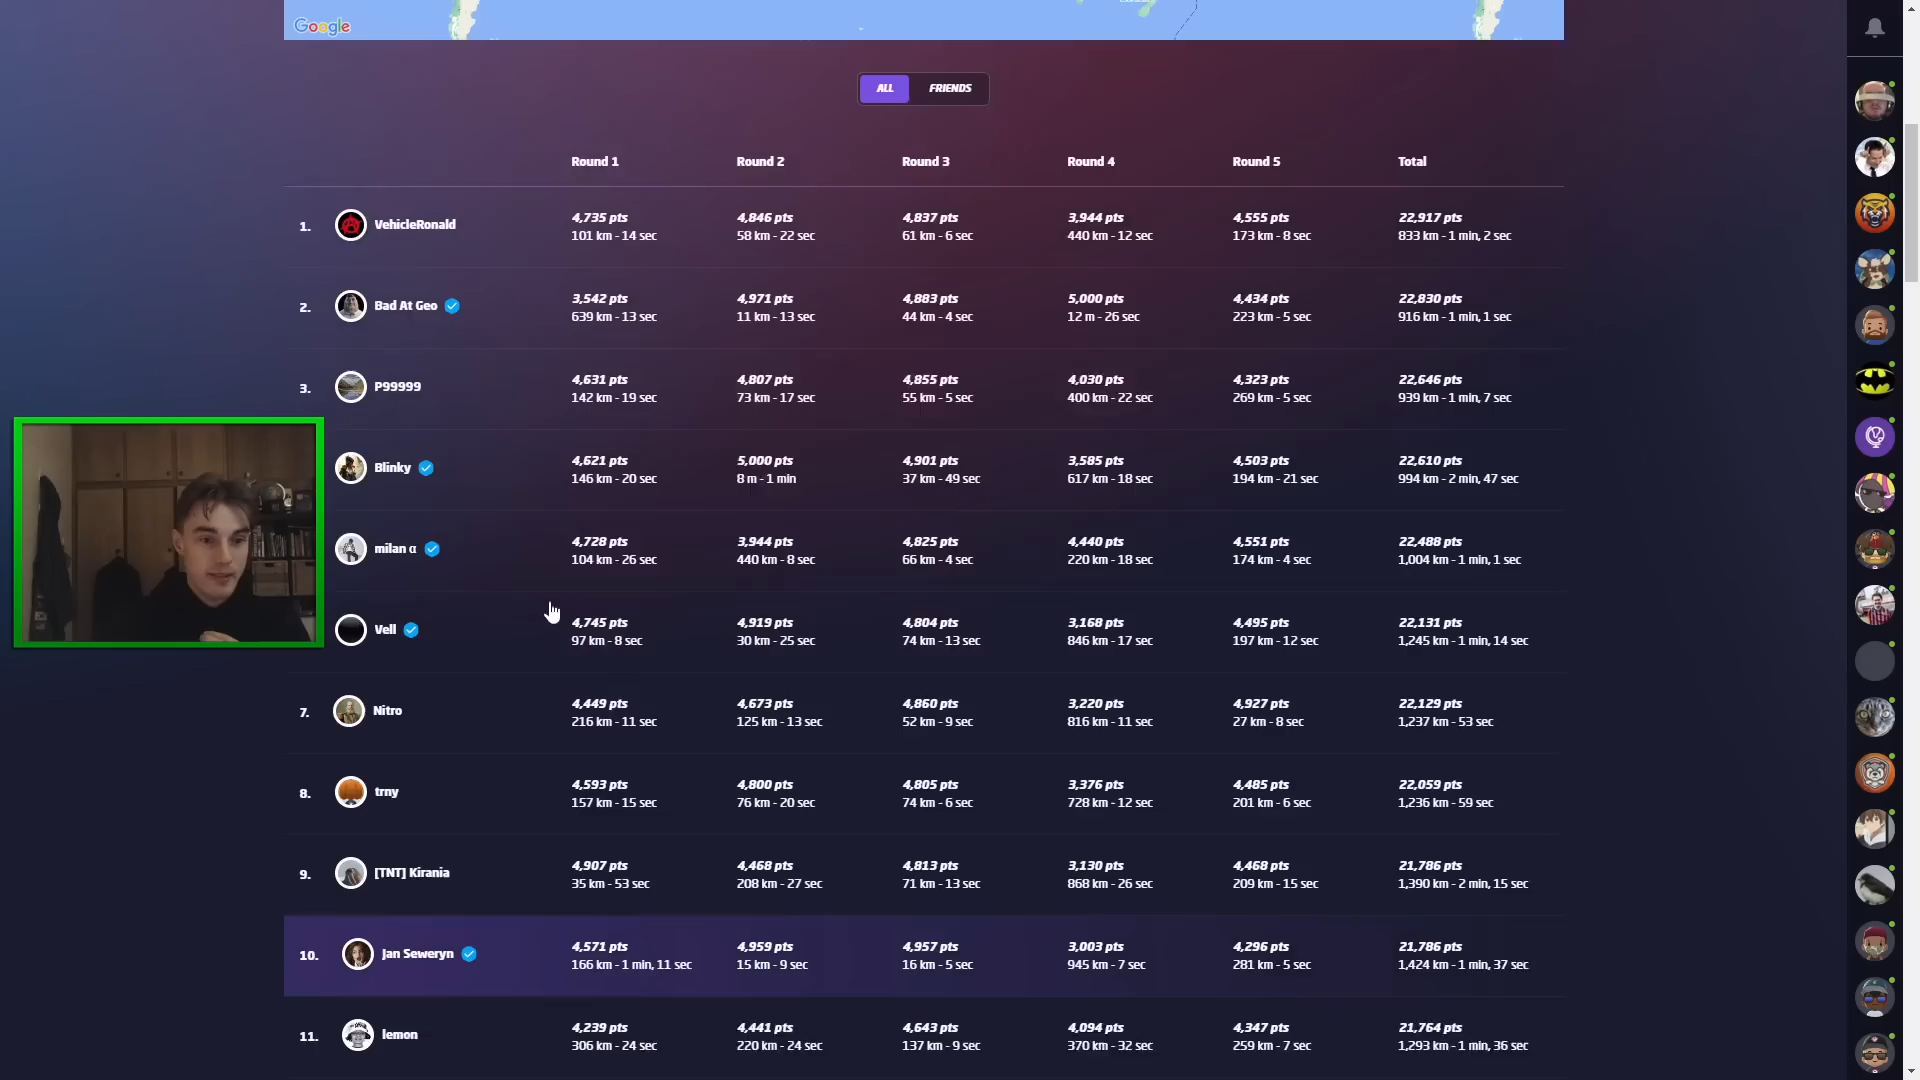 Google
ALL FRIENDS
Round 1 Round 2 Round 3 Round 4 Round 5 Total
1. VehicleRonald 4,735 pts 4,846 pts 4,837 pts 3,944 pts 4,555 pts 22,917 pts
101 km - 14 sec 58 km - 22 sec 61 km - 6 sec 440 km - 12 sec 173 km - 8 sec 833 km - 1 min, 2 sec
2. Bad At Geo 3,542 pts 4,971 pts 4,883 pts 5,000 pts 4,434 pts 22,830 pts
639 km - 13 sec 11 km - 13 sec 44 km - 4 sec 12 m - 26 sec 223 km - 5 sec 916 km - 1 min, 1 sec
3. P99999 4,631 pts 4,807 pts 4,855 pts 4,030 pts 4,323 pts 22,646 pts
142 km - 19 sec 73 km - 17 sec 55 km - 5 sec 400 km - 22 sec 269 km - 5 sec 939 km - 1 min, 7 sec
Blinky 4,621 pts 5,000 pts 4,901 pts 3,585 pts 4,503 pts 22,610 pts
146 km - 20 sec 8 m - 1 min 37 km - 49 sec 617 km - 18 sec 194 km - 21 sec 994 km - 2 min, 47 sec
milan α 4,728 pts 3,944 pts 4,825 pts 4,440 pts 4,551 pts 22,488 pts
104 km - 26 sec 440 km - 8 sec 66 km - 4 sec 220 km - 18 sec 174 km - 4 sec 1,004 km - 1 min, 1 sec
Vell 4,745 pts 4,919 pts 4,804 pts 3,168 pts 4,495 pts 22,131 pts
97 km - 8 sec 30 km - 25 sec 74 km - 13 sec 846 km - 17 sec 197 km - 12 sec 1,245 km - 1 min, 14 sec
7. Nitro 4,449 pts 4,673 pts 4,860 pts 3,220 pts 4,927 pts 22,129 pts
216 km - 11 sec 125 km - 13 sec 52 km - 9 sec 816 km - 11 sec 27 km - 8 sec 1,237 km - 53 sec
8. trny 4,593 pts 4,800 pts 4,805 pts 3,376 pts 4,485 pts 22,059 pts
157 km - 15 sec 76 km - 20 sec 74 km - 6 sec 728 km - 12 sec 201 km - 6 sec 1,236 km - 59 sec
9. [TNT] Kirania 4,907 pts 4,468 pts 4,813 pts 3,130 pts 4,468 pts 21,786 pts
35 km - 53 sec 208 km - 27 sec 71 km - 13 sec 868 km - 26 sec 209 km - 15 sec 1,390 km - 2 min, 15 sec
10. Jan Seweryn 4,571 pts 4,959 pts 4,957 pts 3,003 pts 4,296 pts 21,786 pts
166 km - 1 min, 11 sec 15 km - 9 sec 16 km - 5 sec 945 km - 7 sec 281 km - 5 sec 1,424 km - 1 min, 37 sec
11. lemon 4,239 pts 4,441 pts 4,643 pts 4,094 pts 4,347 pts 21,764 pts
306 km - 24 sec 220 km - 24 sec 137 km - 9 sec 370 km - 32 sec 259 km - 7 sec 1,293 km - 1 min, 36 sec